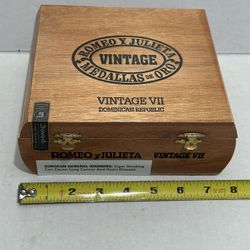 ROMEO Y JULIETA
VINTAGE
MEDALLAS DE ORO
VINTAGE VII
DOMINICAN REPUBLIC
ROMEO y JULIETA VINTAGE VII
SURGEON GENERAL WARNING: Cigar Smoking
Can Cause Lung Cancer And Heart Disease.
1 2 3 4 5 6 7 8